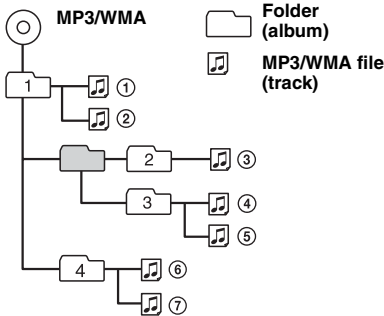 MP3/WMA
Folder
(album)
MP3/WMA file
(track)
1
①
②
2
③
3
④
⑤
4
⑥
⑦